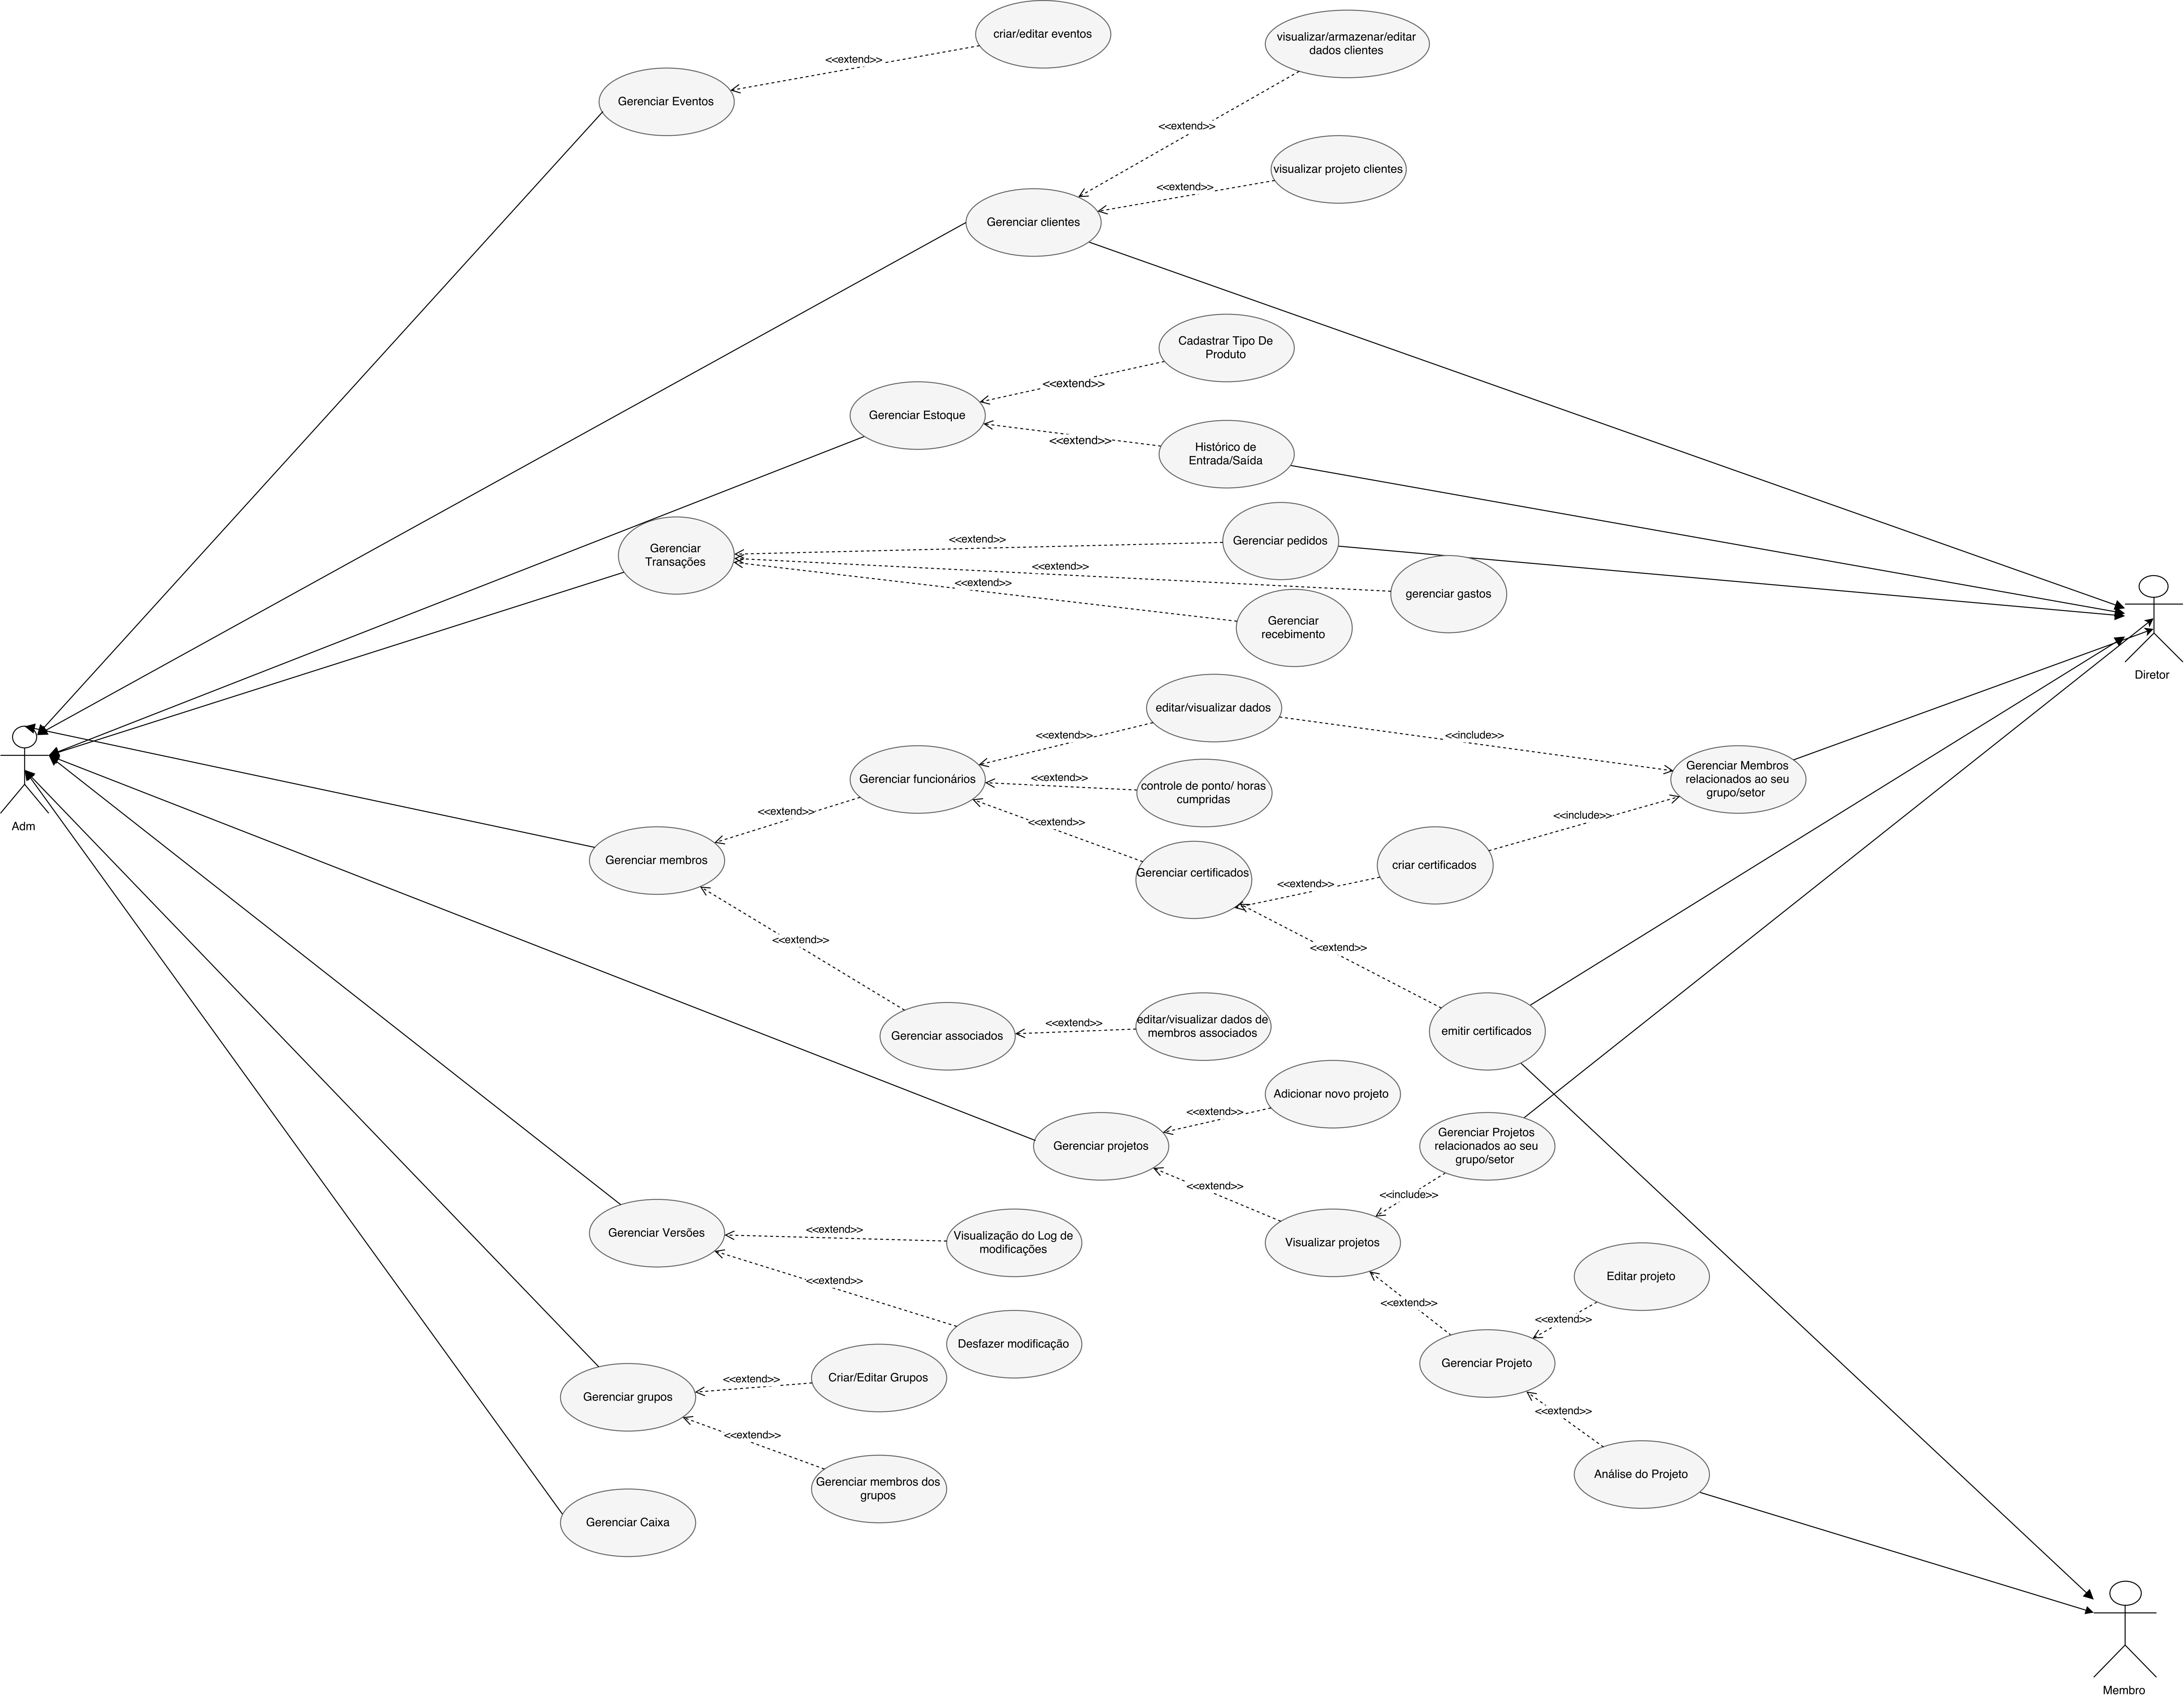 criar/editar eventos
visualizar/armazenar/editar
dados clientes
<<extend>>
Gerenciar Eventos
<<extend>>
visualizar projeto clientes
<<extend>>
Gerenciar clientes
Cadastrar Tipo De
Produto
<<extend>>
Gerenciar Estoque
<<extend>>
Histórico de
Entrada/Saída
Gerenciar
Transações
<<extend>>
Gerenciar pedidos
<<extend>>
<<extend>>
gerenciar gastos
Gerenciar
recebimento
Diretor
editar/visualizar dados
<<extend>>
<<include>>
Gerenciar funcionários
<<extend>>
controle de ponto/ horas
cumpridas
Gerenciar Membros
relacionados ao seu
grupo/setor
Adm
<<extend>>
<<extend>>
<<include>>
Gerenciar membros
Gerenciar certificados
criar certificados
<<extend>>
<<extend>>
<<extend>>
Gerenciar associados
<<extend>>
editar/visualizar dados de
membros associados
emitir certificados
Adicionar novo projeto
<<extend>>
Gerenciar projetos
Gerenciar Projetos
relacionados ao seu
grupo/setor
<<extend>>
<<include>>
Gerenciar Versões
<<extend>>
Visualização do Log de
modificações
Visualizar projetos
<<extend>>
Editar projeto
<<extend>>
<<extend>>
Desfazer modificação
Gerenciar Projeto
<<extend>>
Criar/Editar Grupos
Gerenciar grupos
<<extend>>
<<extend>>
Gerenciar membros dos
grupos
Análise do Projeto
Gerenciar Caixa
Membro